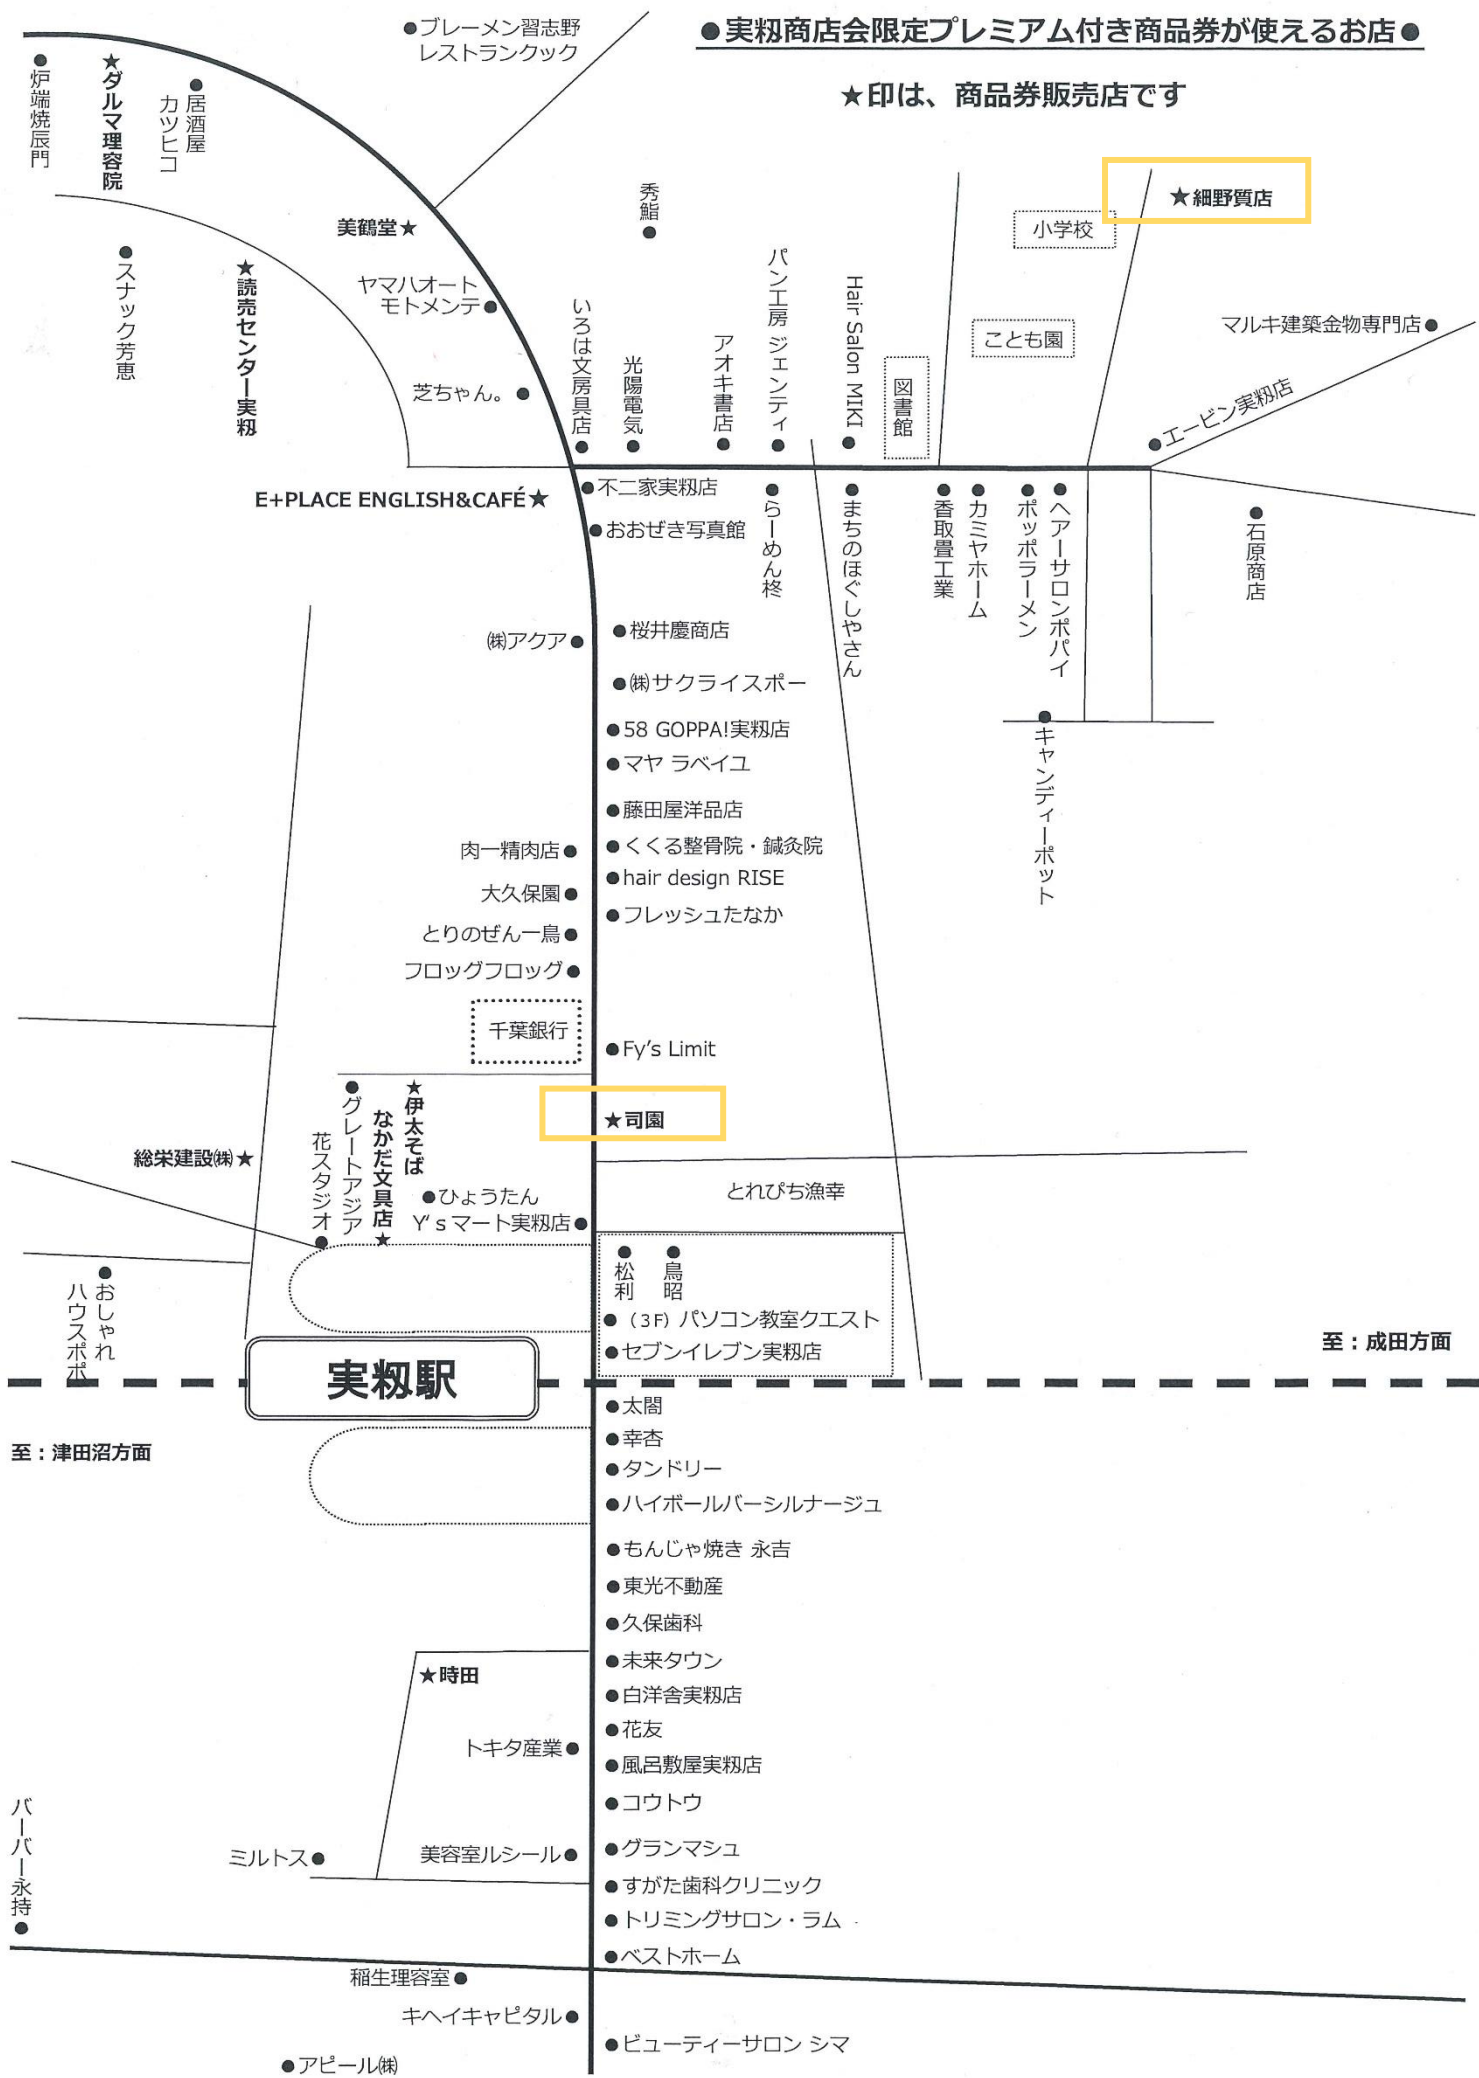 ●実籾商店会限定プレミアム付き商品券が使えるお店●
★印は、商品券販売店です
●ブレーメン習志野
レストランクック
●炉端焼辰門
★ダルマ理容院
●居酒屋
カツヒコ
★細野質店
小学校
秀鮨●
美鶴堂★
●スナック芳恵
★読売センター実籾
ヤマハオート
モトメンテ●
芝ちゃん。●
いろは文房具店●
光陽電気●
アオキ書店●
パン工房 ジェンティ●
Hair Salon MIKI●
図書館
こども園
マルキ建築金物専門店●
●エービン実籾店
E+PLACE ENGLISH&CAFÉ★
●不二家実籾店
●おおぜき写真館
●らーめん柊
●まちのほぐしやさん
●香取畳工業
●カミヤホーム
●ポッポラーメン
●ヘアーサロンポパイ
●石原商店
●キャンディーポット
㈱アクア●
●桜井慶商店
●㈱サクライスポー
●58 GOPPA!実籾店
●マヤ ラベイユ
●藤田屋洋品店
肉一精肉店●
●くくる整骨院・鍼灸院
●hair design RISE
大久保園●
●フレッシュたなか
とりのぜん一鳥●
フロッグフロッグ●
千葉銀行
●Fy's Limit
★司園
●グレートアジア
★伊太そば
なかだ文具店★
花スタジオ●
総栄建設㈱★
●ひょうたん
Y'sマート実籾店●
とれぴち漁幸
●松利
●鳥昭
●（3F）パソコン教室クエスト
●セブンイレブン実籾店
●おしゃれ
ハウスポポ
実籾駅
至：成田方面
至：津田沼方面
●太閤
●幸杏
●タンドリー
●ハイボールバーシルナージュ
●もんじゃ焼き 永吉
●東光不動産
●久保歯科
●未来タウン
★時田
●白洋舎実籾店
●花友
トキタ産業●
●風呂敷屋実籾店
●コウトウ
●グランマシュ
美容室ルシール●
ミルトス●
●すがた歯科クリニック
●トリミングサロン・ラム
バーバー永持●
●ベストホーム
稲生理容室●
キヘイキャピタル●
●ビューティーサロン シマ
●アピール㈱